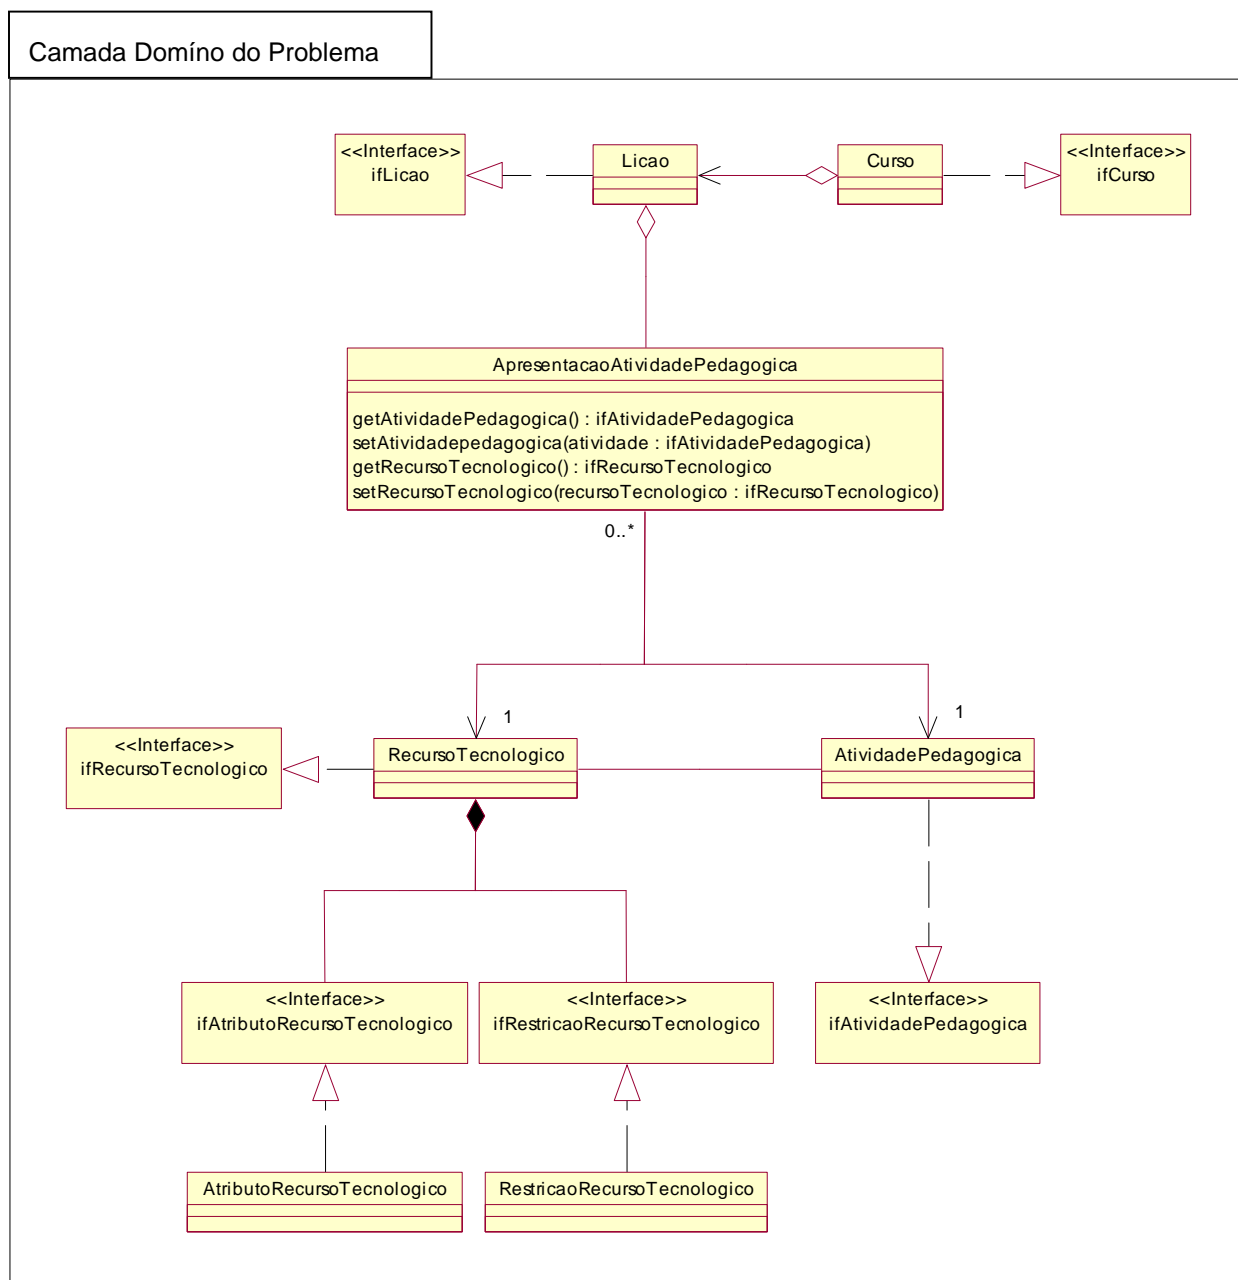 Camada Domíno do Problema
<<Interface>>
ifLicao
Licao
Curso
<<Interface>>
ifCurso
ApresentacaoAtividadePedagogica
getAtividadePedagogica() : ifAtividadePedagogica
setAtividadepedagogica(atividade : ifAtividadePedagogica)
getRecursoTecnologico() : ifRecursoTecnologico
setRecursoTecnologico(recursoTecnologico : ifRecursoTecnologico)
0..*
1
1
<<Interface>>
ifRecursoTecnologico
RecursoTecnologico
AtividadePedagogica
<<Interface>>
ifAtributoRecursoTecnologico
<<Interface>>
ifRestricaoRecursoTecnologico
<<Interface>>
ifAtividadePedagogica
AtributoRecursoTecnologico
RestricaoRecursoTecnologico